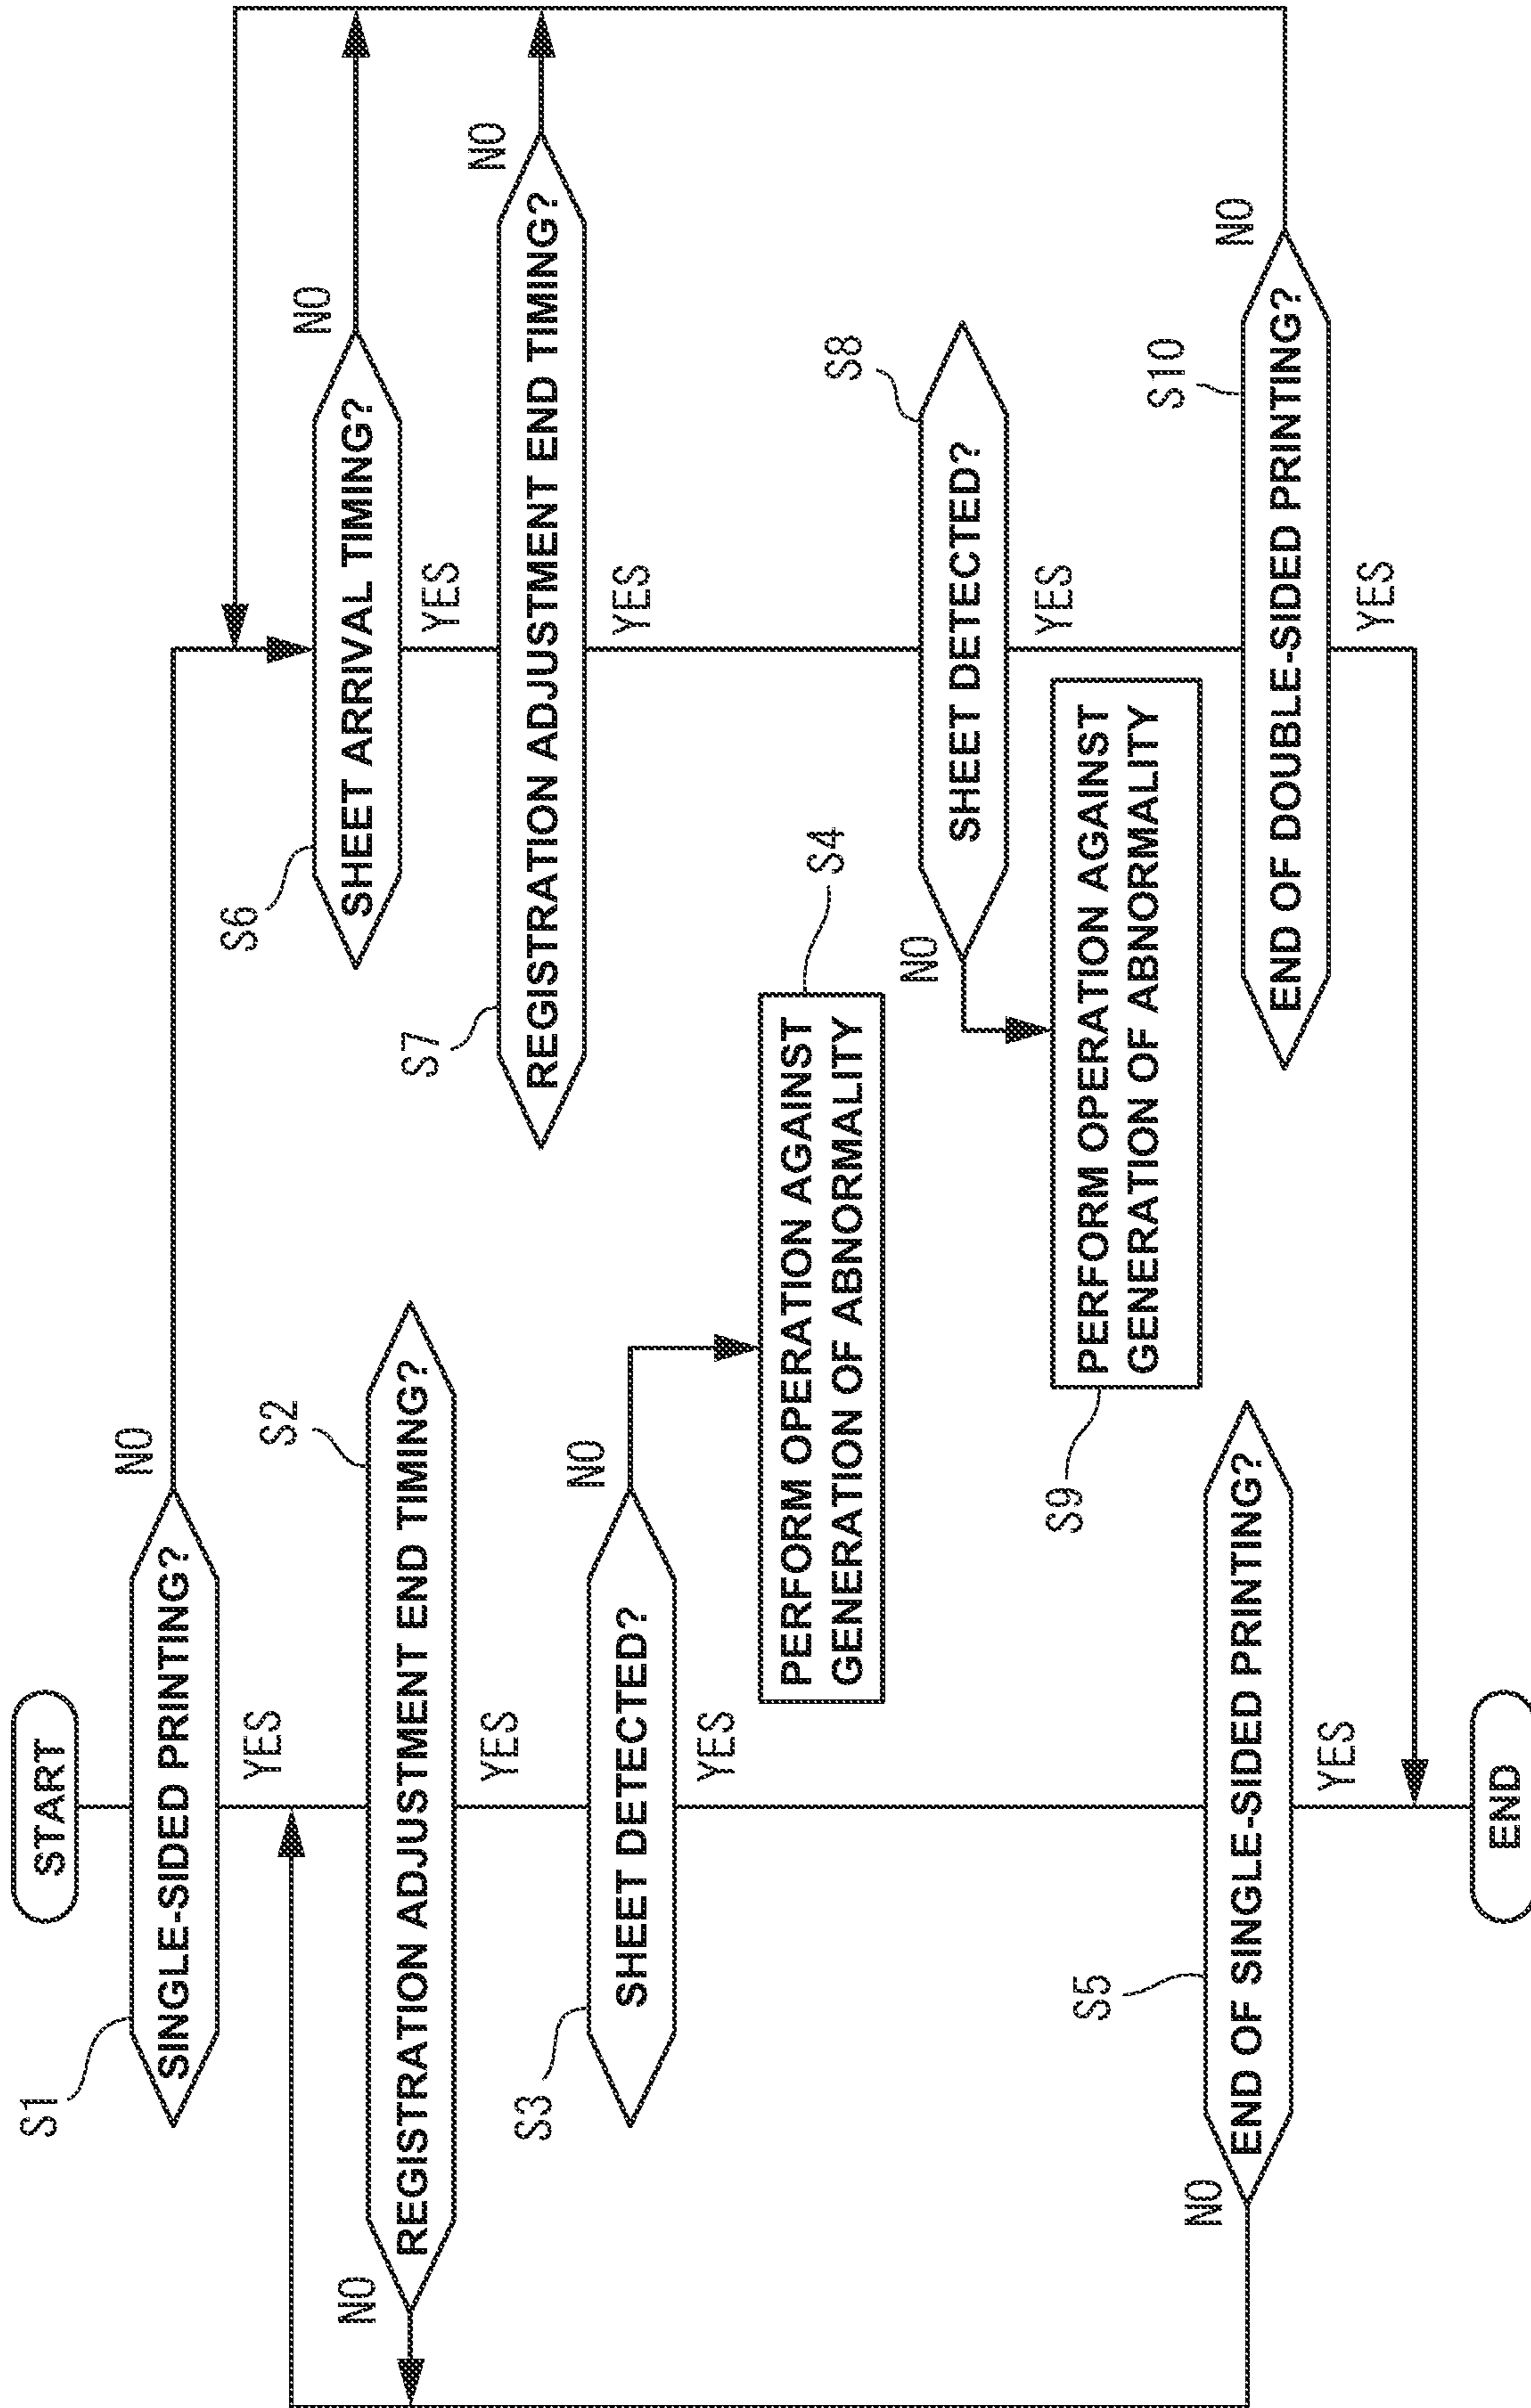 START
S1
SINGLE-SIDED PRINTING?
NO
YES
S2
REGISTRATION ADJUSTMENT END TIMING?
NO
YES
S3
SHEET DETECTED?
NO
YES
S4
PERFORM OPERATION AGAINST
GENERATION OF ABNORMALITY
S5
END OF SINGLE-SIDED PRINTING?
NO
YES
END
S6
SHEET ARRIVAL TIMING?
NO
YES
S7
REGISTRATION ADJUSTMENT END TIMING?
NO
YES
S8
SHEET DETECTED?
NO
YES
S9
PERFORM OPERATION AGAINST
GENERATION OF ABNORMALITY
S10
END OF DOUBLE-SIDED PRINTING?
NO
YES